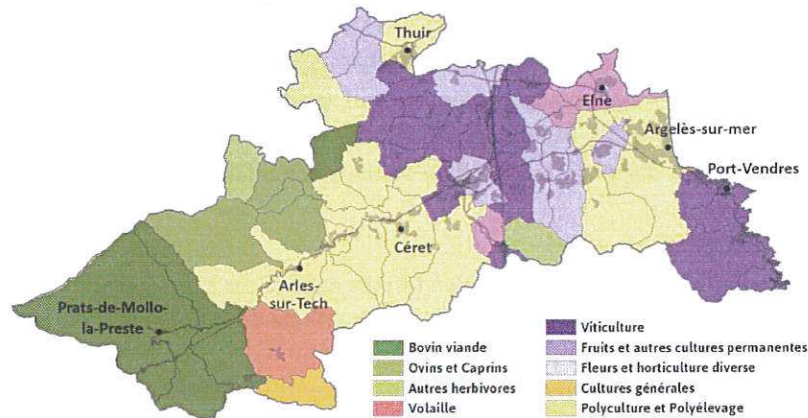 Thuir
Elne
Argelès-sur-mer
Port-Vendres
Céret
Arles-
sur-Tech
Prats-de-Mollo-
la-Preste
Bovin viande
Ovins et Caprins
Autres herbivores
Volaille
Viticulture
Fruits et autres cultures permanentes
Fleurs et horticulture diverse
Cultures générales
Polyculture et Polyélevage